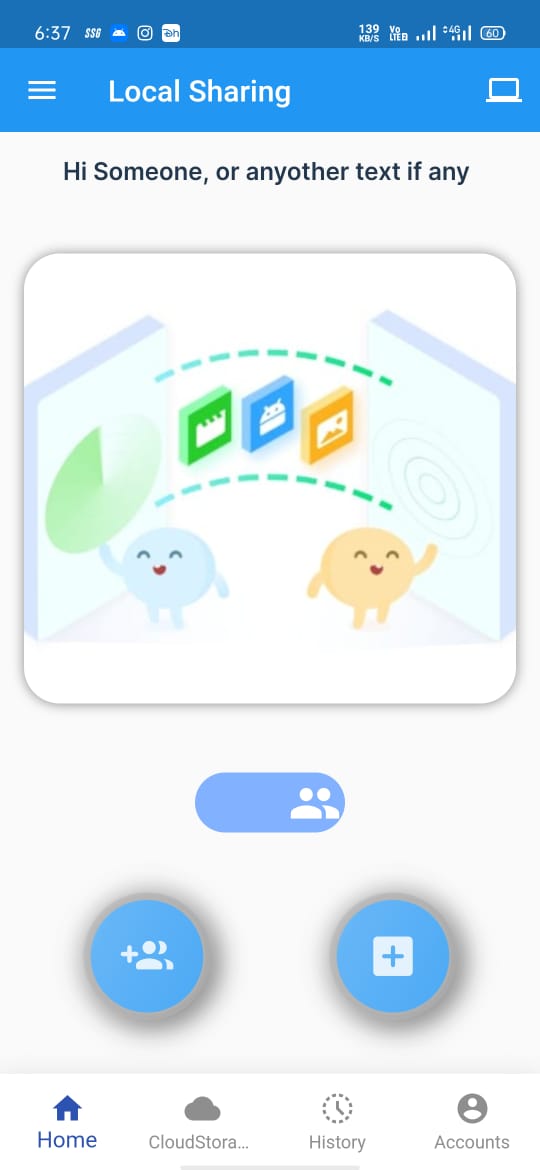 6:37 SSG 139 KB/S Vo LTE 4G 60
Local Sharing
Hi Someone, or anyother text if any
Home
CloudStora...
History
Accounts